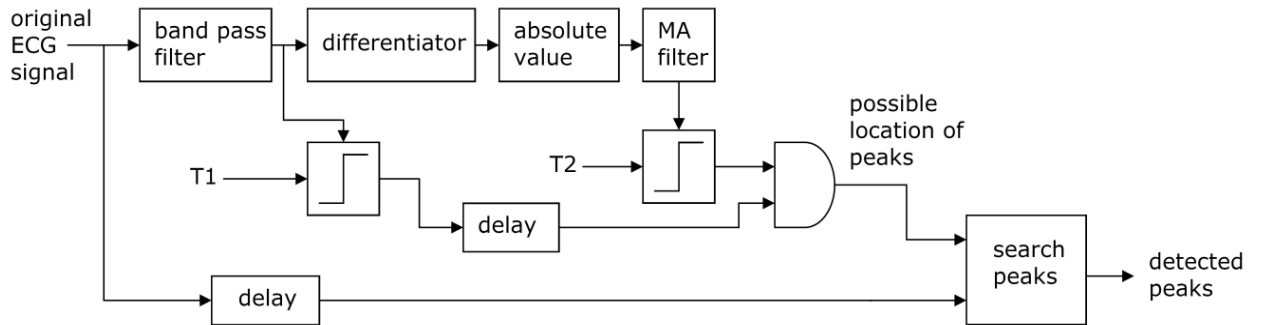 original
ECG
signal
band pass
filter
differentiator
absolute
value
MA
filter
possible
location of
peaks
T1
T2
delay
search
peaks
detected
peaks
delay